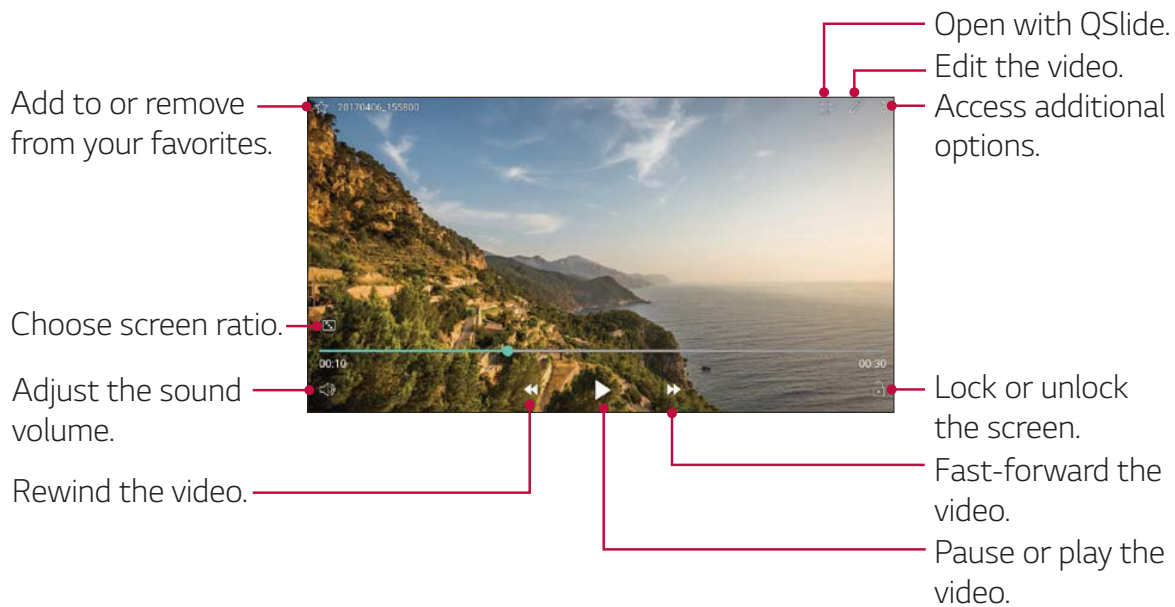 Open with QSlide.
Edit the video.
Access additional
options.
Add to or remove
from your favorites.
20170406_155800
Choose screen ratio.
00:10
00:30
Adjust the sound
volume.
Lock or unlock
the screen.
Rewind the video.
Fast-forward the
video.
Pause or play the
video.